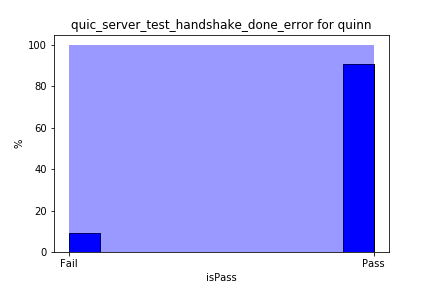 quic_server_test_handshake_done_error for quinn
100
80
60
40
20
0
%
Fail Pass
isPass